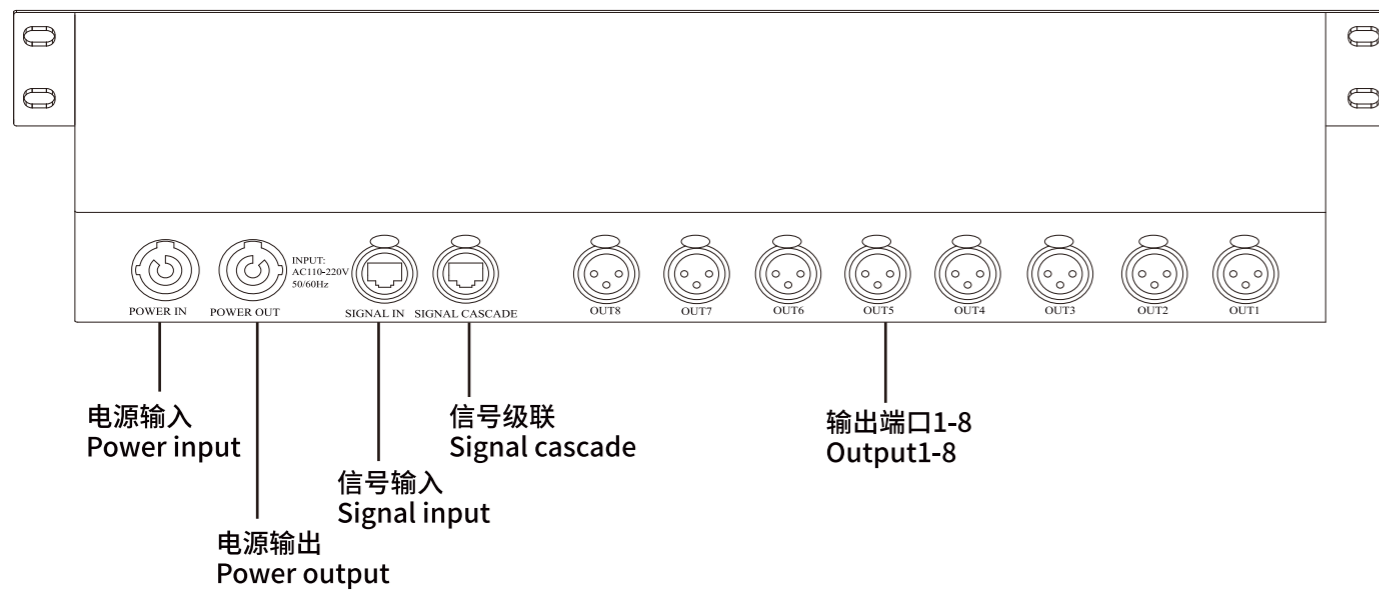 INPUT:
AC110-220V
50/60Hz
POWER IN
POWER OUT
SIGNAL IN
SIGNAL CASCADE
OUT8
OUT7
OUT6
OUT5
OUT4
OUT3
OUT2
OUT1
电源输入
Power input
信号级联
Signal cascade
输出端口1-8
Output1-8
信号输入
Signal input
电源输出
Power output